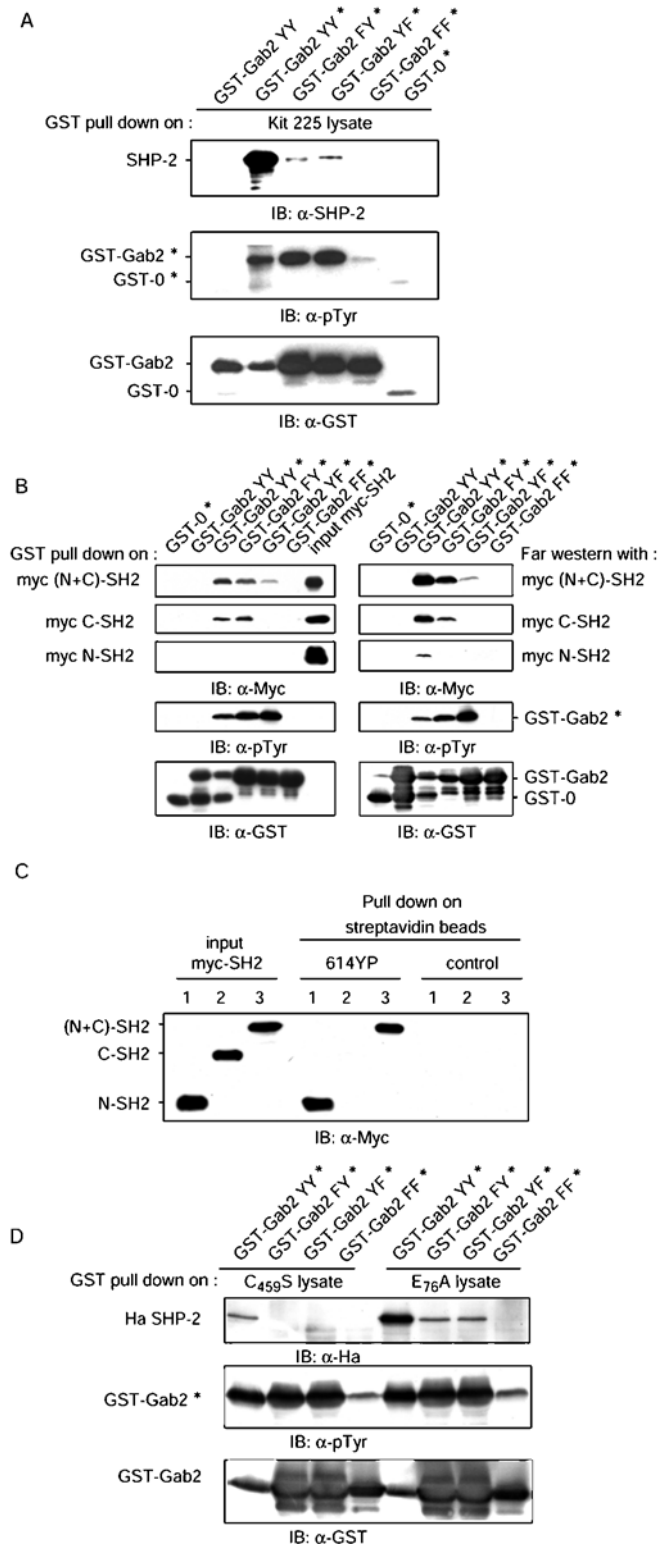 A
GST-Gab2 YY
GST-Gab2 YY *
GST-Gab2 FY *
GST-Gab2 YF *
GST-Gab2 FF *
GST-0 *
GST pull down on :
Kit 225 lysate
SHP-2
IB: α-SHP-2
GST-Gab2 *
GST-0 *
IB: α-pTyr
GST-Gab2
GST-0
IB: α-GST
B
GST-0 *
GST-Gab2 YY
GST-Gab2 YY *
GST-Gab2 FY *
GST-Gab2 YF *
GST-Gab2 FF *
input myc-SH2
GST-0 *
GST-Gab2 YY
GST-Gab2 YY *
GST-Gab2 FY *
GST-Gab2 YF *
GST-Gab2 FF *
GST pull down on :
Far western with :
myc (N+C)-SH2
myc (N+C)-SH2
myc C-SH2
myc C-SH2
myc N-SH2
myc N-SH2
IB: α-Myc
IB: α-Myc
GST-Gab2 *
IB: α-pTyr
IB: α-pTyr
GST-Gab2
GST-0
IB: α-GST
IB: α-GST
C
Pull down on
streptavidin beads
input
myc-SH2
614YP
control
1 2 3 1 2 3 1 2 3
(N+C)-SH2
C-SH2
N-SH2
IB: α-Myc
D
GST-Gab2 YY *
GST-Gab2 FY *
GST-Gab2 YF *
GST-Gab2 FF *
GST-Gab2 YY *
GST-Gab2 FY *
GST-Gab2 YF *
GST-Gab2 FF *
GST pull down on :
C459S lysate
E76A lysate
Ha SHP-2
IB: α-Ha
GST-Gab2 *
IB: α-pTyr
GST-Gab2
IB: α-GST